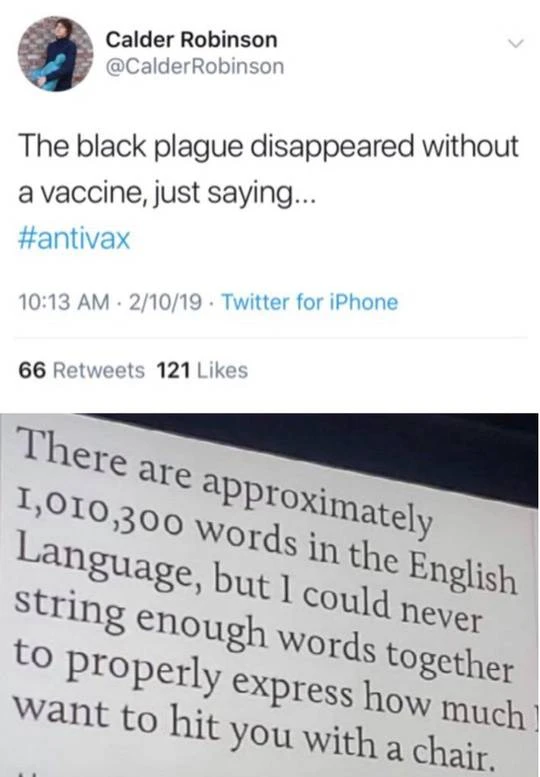 Calder Robinson
@CalderRobinson
The black plague disappeared without
a vaccine, just saying...
#antivax
10:13 AM · 2/10/19 · Twitter for iPhone
66 Retweets 121 Likes
There are approximately
1,010,300 words in the English
Language, but I could never
string enough words together
to properly express how much I
want to hit you with a chair.